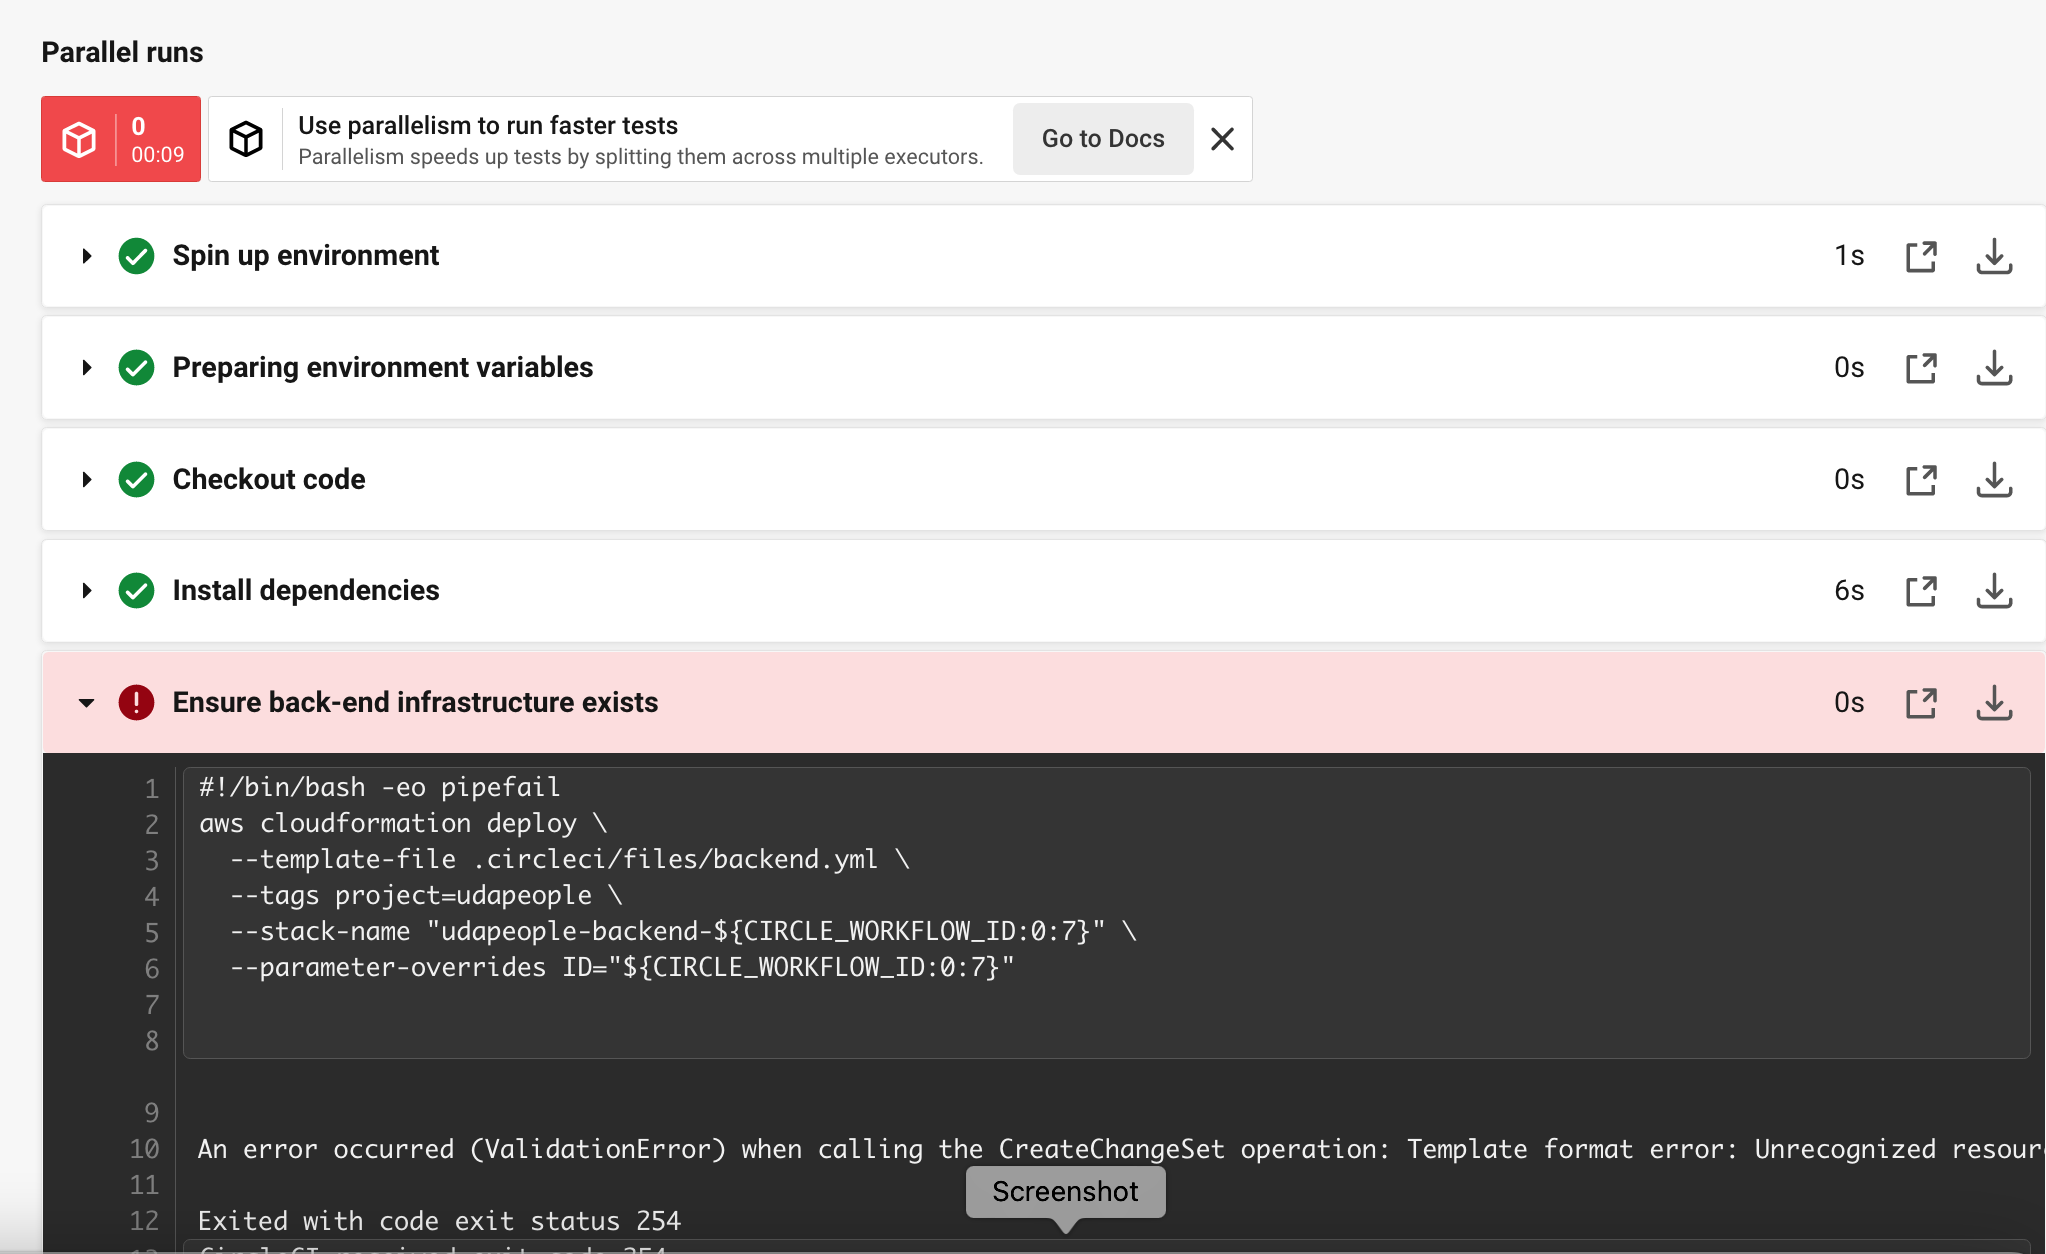 Parallel runs
0
00:09
Use parallelism to run faster tests
Parallelism speeds up tests by splitting them across multiple executors.
Go to Docs
Spin up environment
1s
Preparing environment variables
0s
Checkout code
0s
Install dependencies
6s
Ensure back-end infrastructure exists
0s
1 #!/bin/bash -eo pipefail
2 aws cloudformation deploy \
3 --template-file .circleci/files/backend.yml \
4 --tags project=udapeople \
5 --stack-name "udapeople-backend-${CIRCLE_WORKFLOW_ID:0:7}" \
6 --parameter-overrides ID="${CIRCLE_WORKFLOW_ID:0:7}"
7
8
9
10 An error occurred (ValidationError) when calling the CreateChangeSet operation: Template format error: Unrecognized
11
Screenshot
12 Exited with code exit status 254